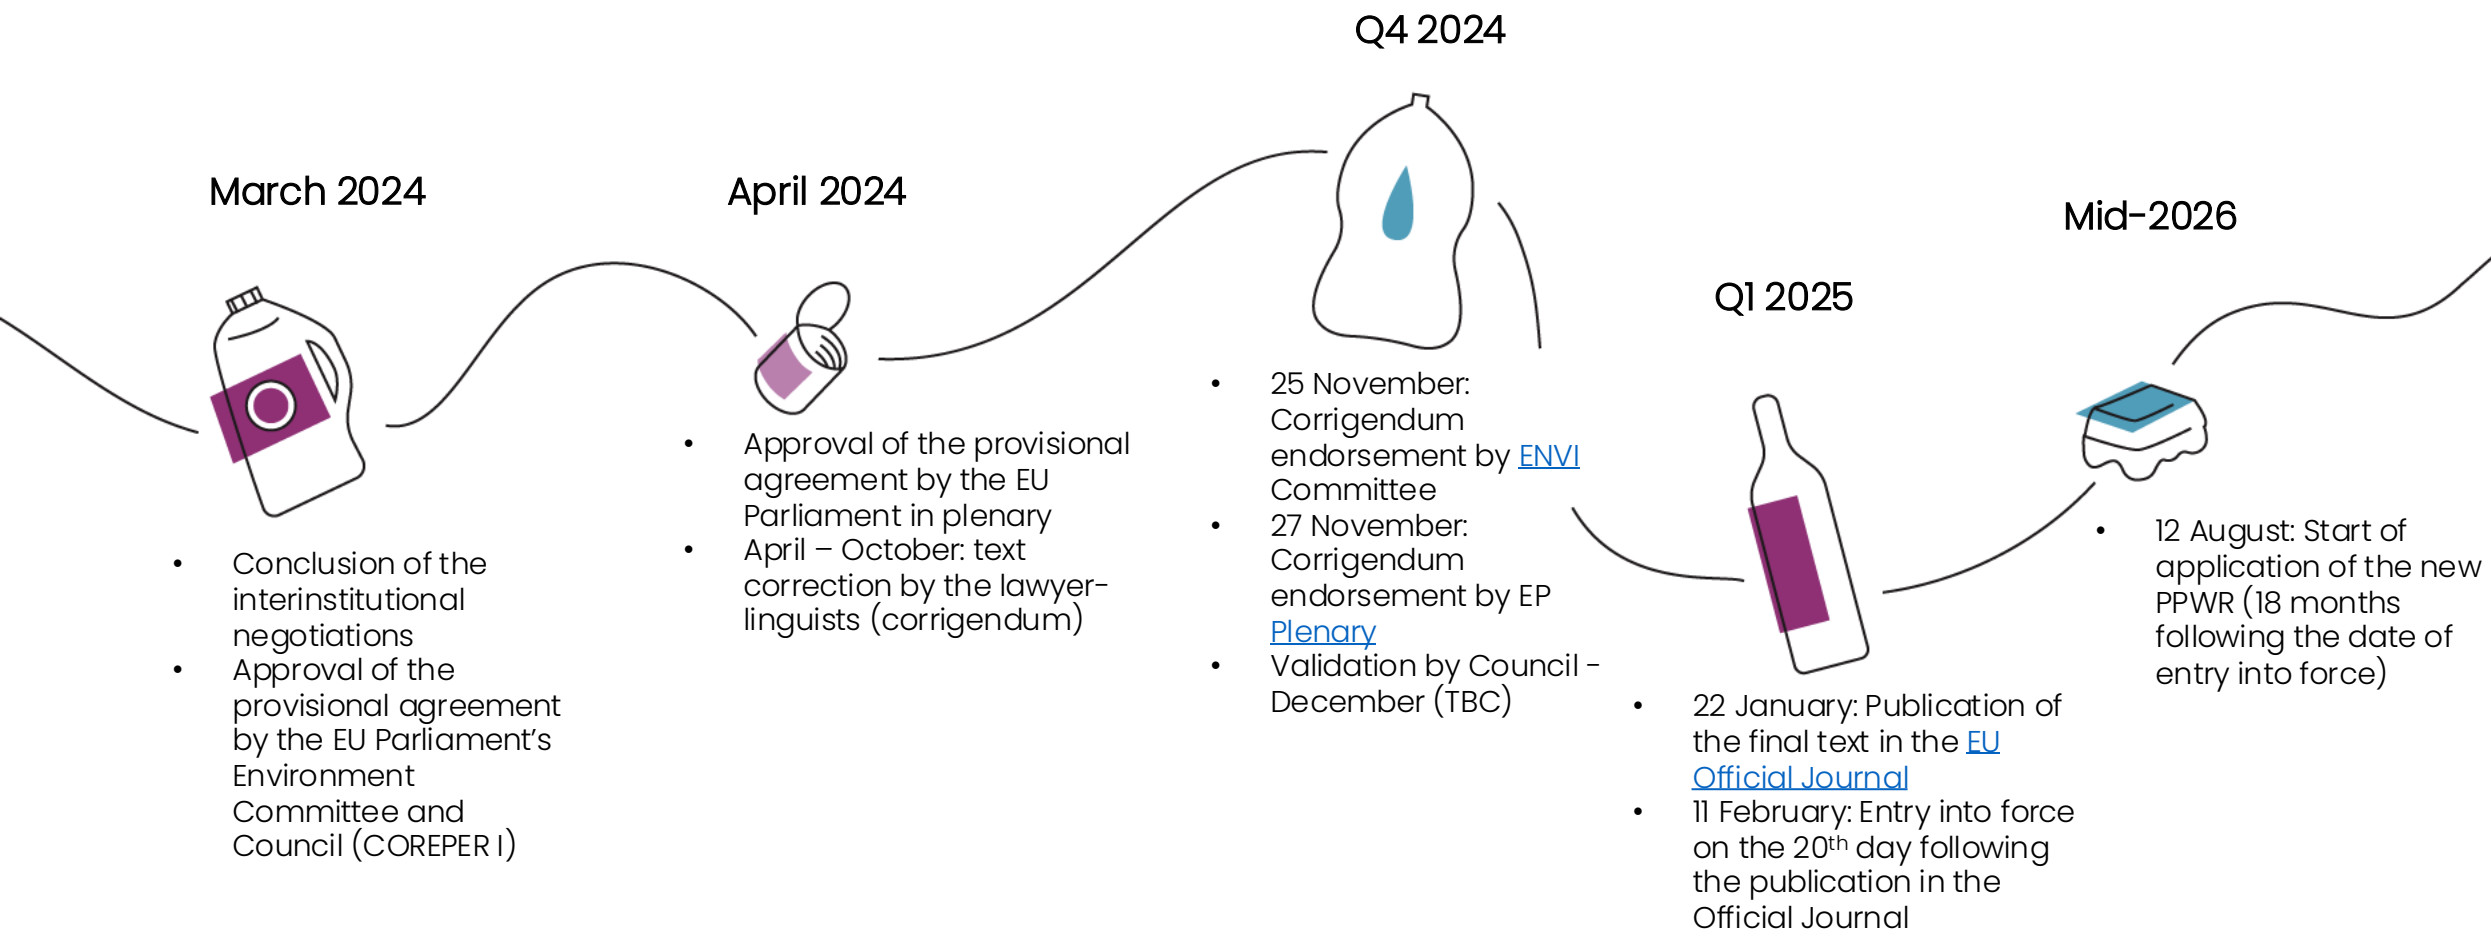 March 2024
• Conclusion of the
interinstitutional
negotiations
• Approval of the
provisional agreement
by the EU Parliament’s
Environment
Committee and
Council (COREPER I)
April 2024
• Approval of the provisional
agreement by the EU
Parliament in plenary
• April – October: text
correction by the lawyer-
linguists (corrigendum)
Q4 2024
• 25 November:
Corrigendum
endorsement by ENVI
Committee
• 27 November:
Corrigendum
endorsement by EP
Plenary
• Validation by Council -
December (TBC)
Q1 2025
• 22 January: Publication of
the final text in the EU
Official Journal
• 11 February: Entry into force
on the 20th day following
the publication in the
Official Journal
Mid-2026
• 12 August: Start of
application of the new
PPWR (18 months
following the date of
entry into force)